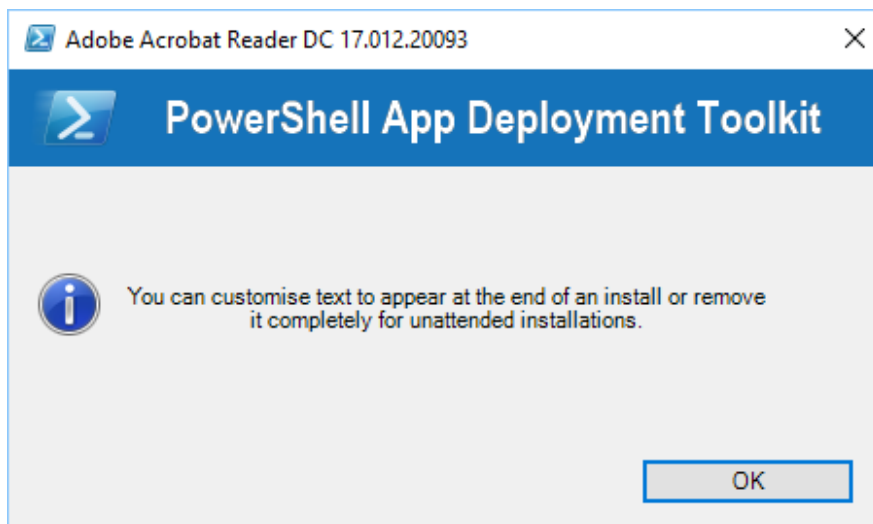 Adobe Acrobat Reader DC 17.012.20093
PowerShell App Deployment Toolkit
You can customise text to appear at the end of an install or remove
it completely for unattended installations.
OK